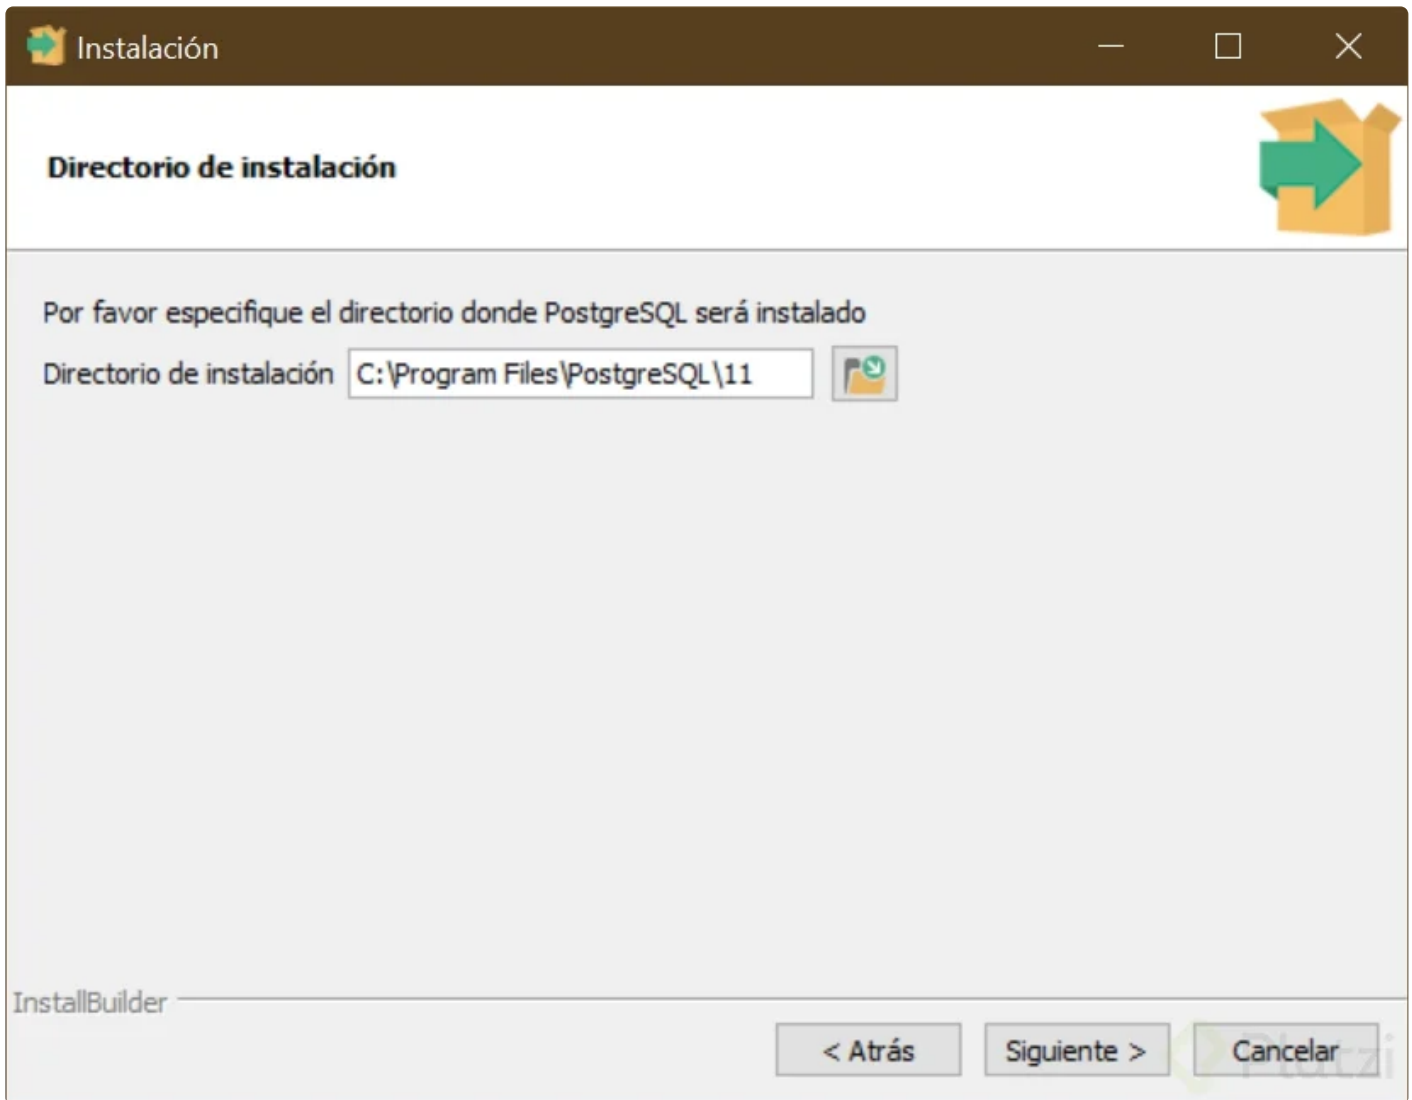 Instalación
Directorio de instalación
Por favor especifique el directorio donde PostgreSQL será instalado
Directorio de instalación C:\Program Files\PostgreSQL\11
InstallBuilder
< Atrás Siguiente > Cancelar
Platzi